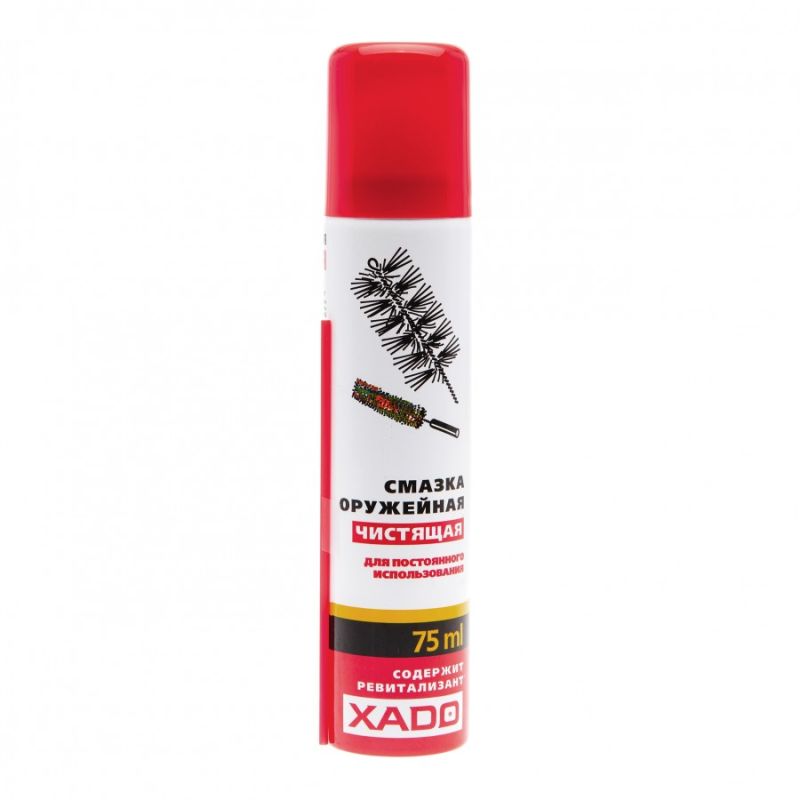 СМАЗКА
ОРУЖЕЙНАЯ
ЧИСТЯЩАЯ
ДЛЯ ПОСТОЯННОГО
ИСПОЛЬЗОВАНИЯ
75 ml
СОДЕРЖИТ
РЕВИТАЛИЗАНТ
XADO